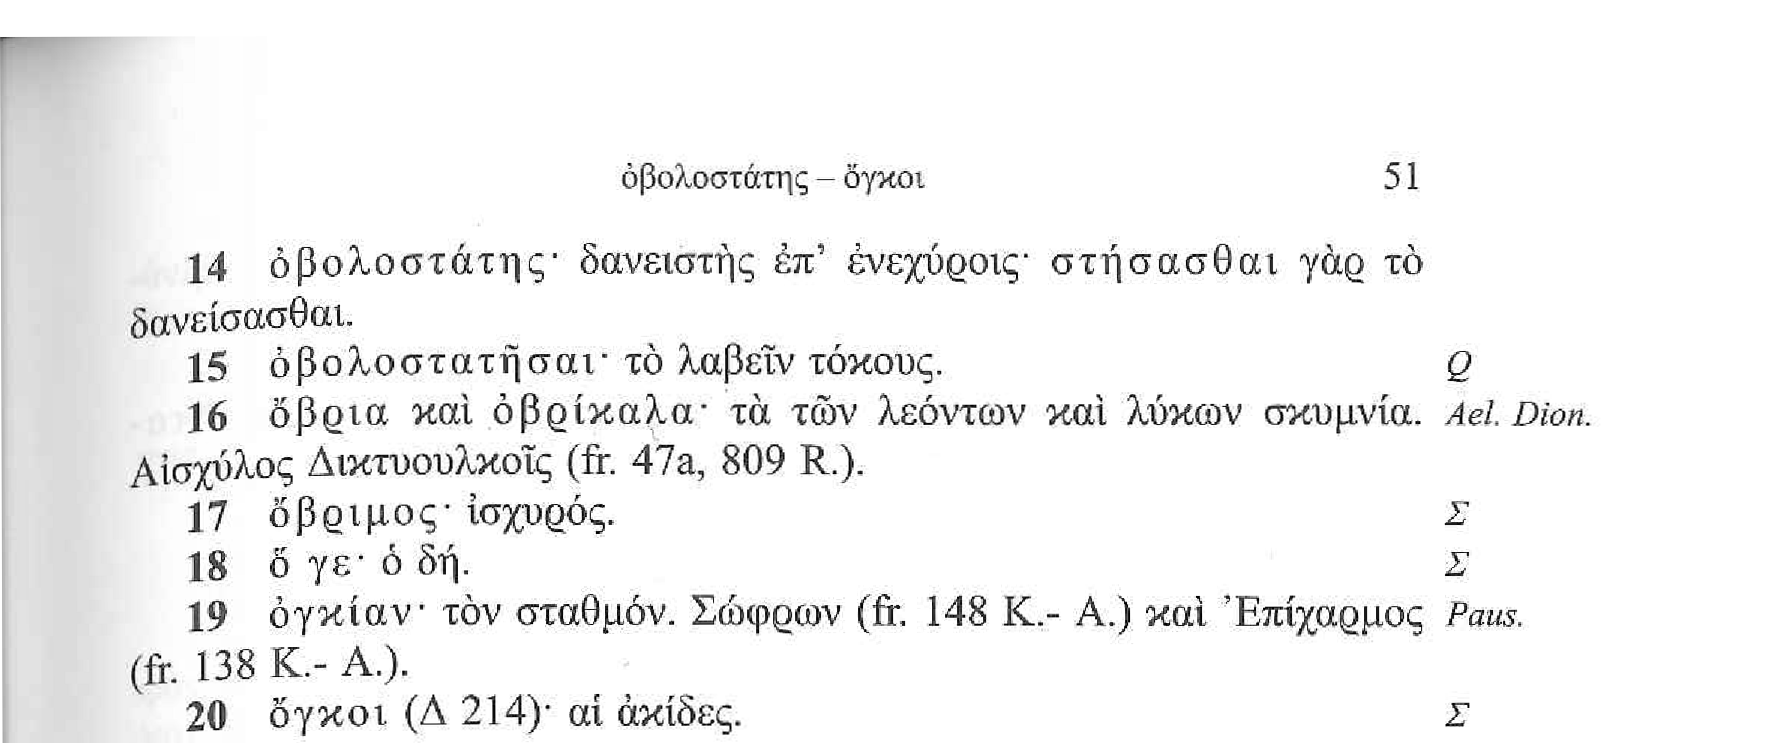 ὀβολοστάτης – ὄγκοι 51
14 ὀβολοστάτης· δανειστὴς ἐπ’ ἐνεχύροις· στήσασθαι γὰρ τὸ
δανείσασθαι.
15 ὀβολοστατῆσαι· τὸ λαβεῖν τόκους. Q
16 ὄβρια καὶ ὀβρίκαλα· τὰ τῶν λεόντων καὶ λύκων σκυμνία. Ael. Dion.
Αἰσχύλος Δικτυουλκοῖς (fr. 47a, 809 R.).
17 ὄβριμος· ἰσχυρός. Σ
18 ὅ γε· ὁ δή. Σ
19 ὀγκίαν· τὸν σταθμόν. Σώφρων (fr. 148 K.- A.) καὶ Ἐπίχαρμος Paus.
(fr. 138 K.- A.).
20 ὄγκοι (Δ 214)· αἱ ἀκίδες. Σ